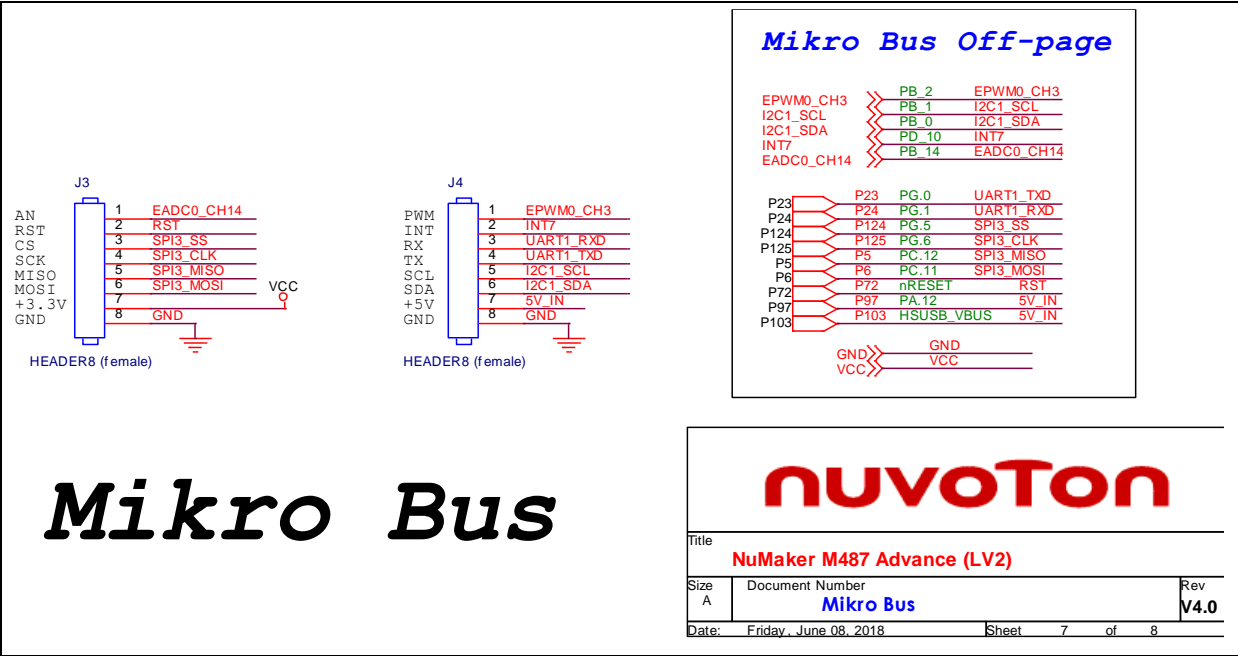 Mikro Bus Off-page
EPWM0_CH3 PB_2 EPWM0_CH3
I2C1_SCL PB_1 I2C1_SCL
I2C1_SDA PB_0 I2C1_SDA
INT7 PD_10 INT7
EADC0_CH14 PB_14 EADC0_CH14
P23 P23 PG.0 UART1_TXD
P24 P24 PG.1 UART1_RXD
P124 P124 PG.5 SPI3_SS
P125 P125 PG.6 SPI3_CLK
P5 P5 PC.12 SPI3_MISO
P6 P6 PC.11 SPI3_MOSI
P72 P72 nRESET RST
P97 P97 PA.12 5V_IN
P103 P103 HSUSB_VBUS 5V_IN
GND GND
VCC VCC
J3
AN 1 EADC0_CH14
RST 2 RST
CS 3 SPI3_SS
SCK 4 SPI3_CLK
MISO 5 SPI3_MISO
MOSI 6 SPI3_MOSI
+3.3V 7 VCC
GND 8 GND
HEADER8 (female)
J4
PWM 1 EPWM0_CH3
INT 2 INT7
RX 3 UART1_RXD
TX 4 UART1_TXD
SCL 5 I2C1_SCL
SDA 6 I2C1_SDA
+5V 7 5V_IN
GND 8 GND
HEADER8 (female)
Mikro Bus
nuvoTon
Title
NuMaker M487 Advance (LV2)
Size Document Number Rev
A Mikro Bus V4.0
Date: Friday, June 08, 2018 Sheet 7 of 8